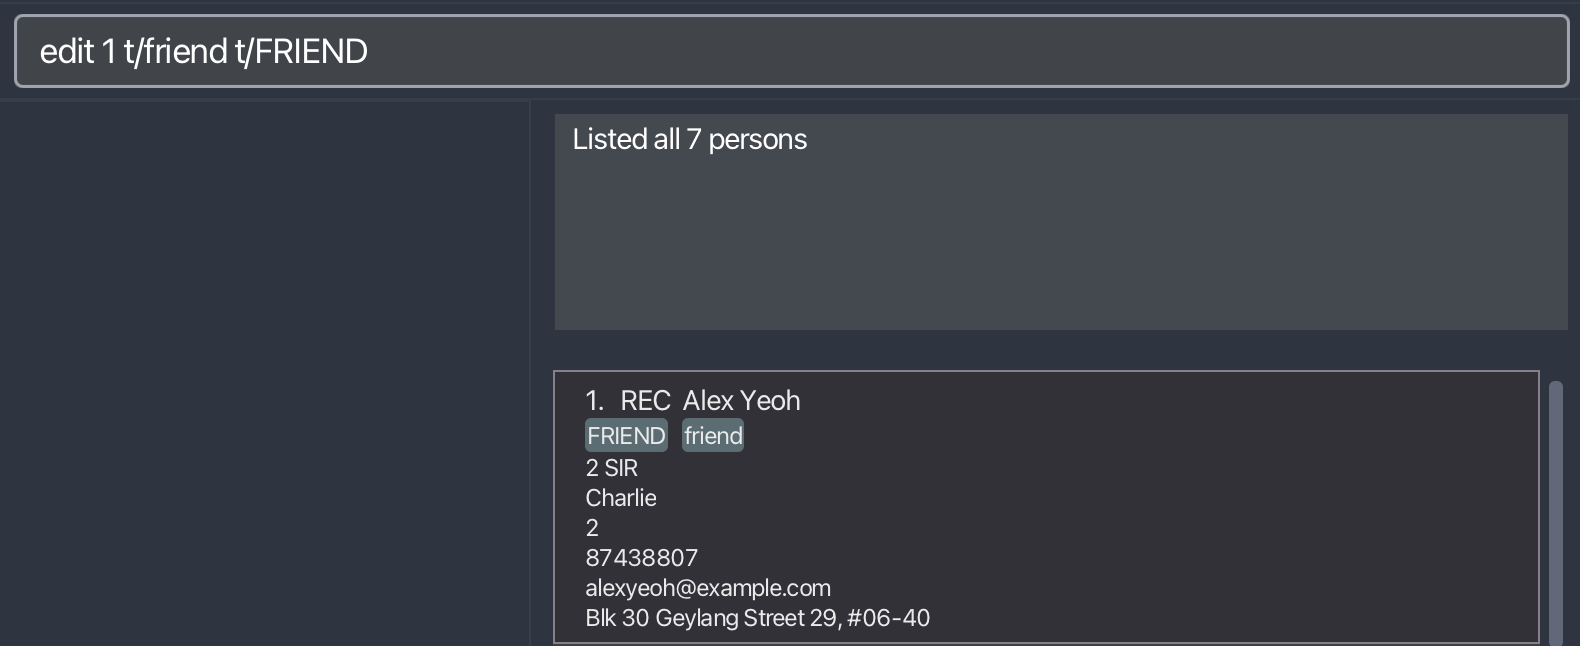 edit 1 t/friend t/FRIEND
Listed all 7 persons
1. REC Alex Yeoh
FRIEND friend
2 SIR
Charlie
2
87438807
alexyeoh@example.com
Blk 30 Geylang Street 29, #06-40